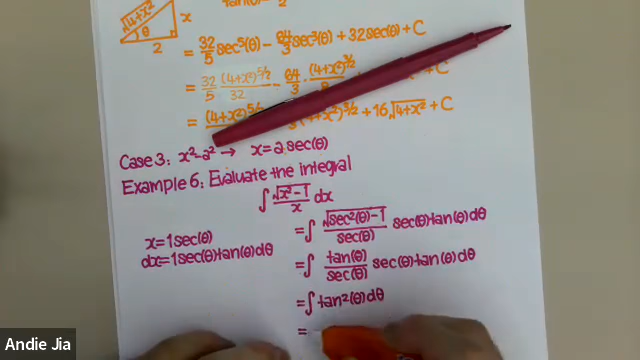 √4+x²
x
θ
2
tan(θ)
2
= 32/5 sec⁵(θ) - 64/3 sec³(θ) + 32sec(θ) + C
= 32/5 (4+x²)^5/2 / 32 - 64/3 · (4+x²)^3/2 C
= (4+x²)^5/2 (4+x²)^3/2 + 16√4+x² + C
Case 3: x²-a² → x=a sec(θ)
Example 6: Evaluate the integral
∫ √x²-1 / x dx
x=1sec(θ)
dx=1sec(θ)tan(θ)dθ
=∫ √sec²(θ)-1 / sec(θ) sec(θ)tan(θ)dθ
=∫ tan(θ) / sec(θ) sec(θ)tan(θ)dθ
=∫ tan²(θ)dθ
=
Andie Jia